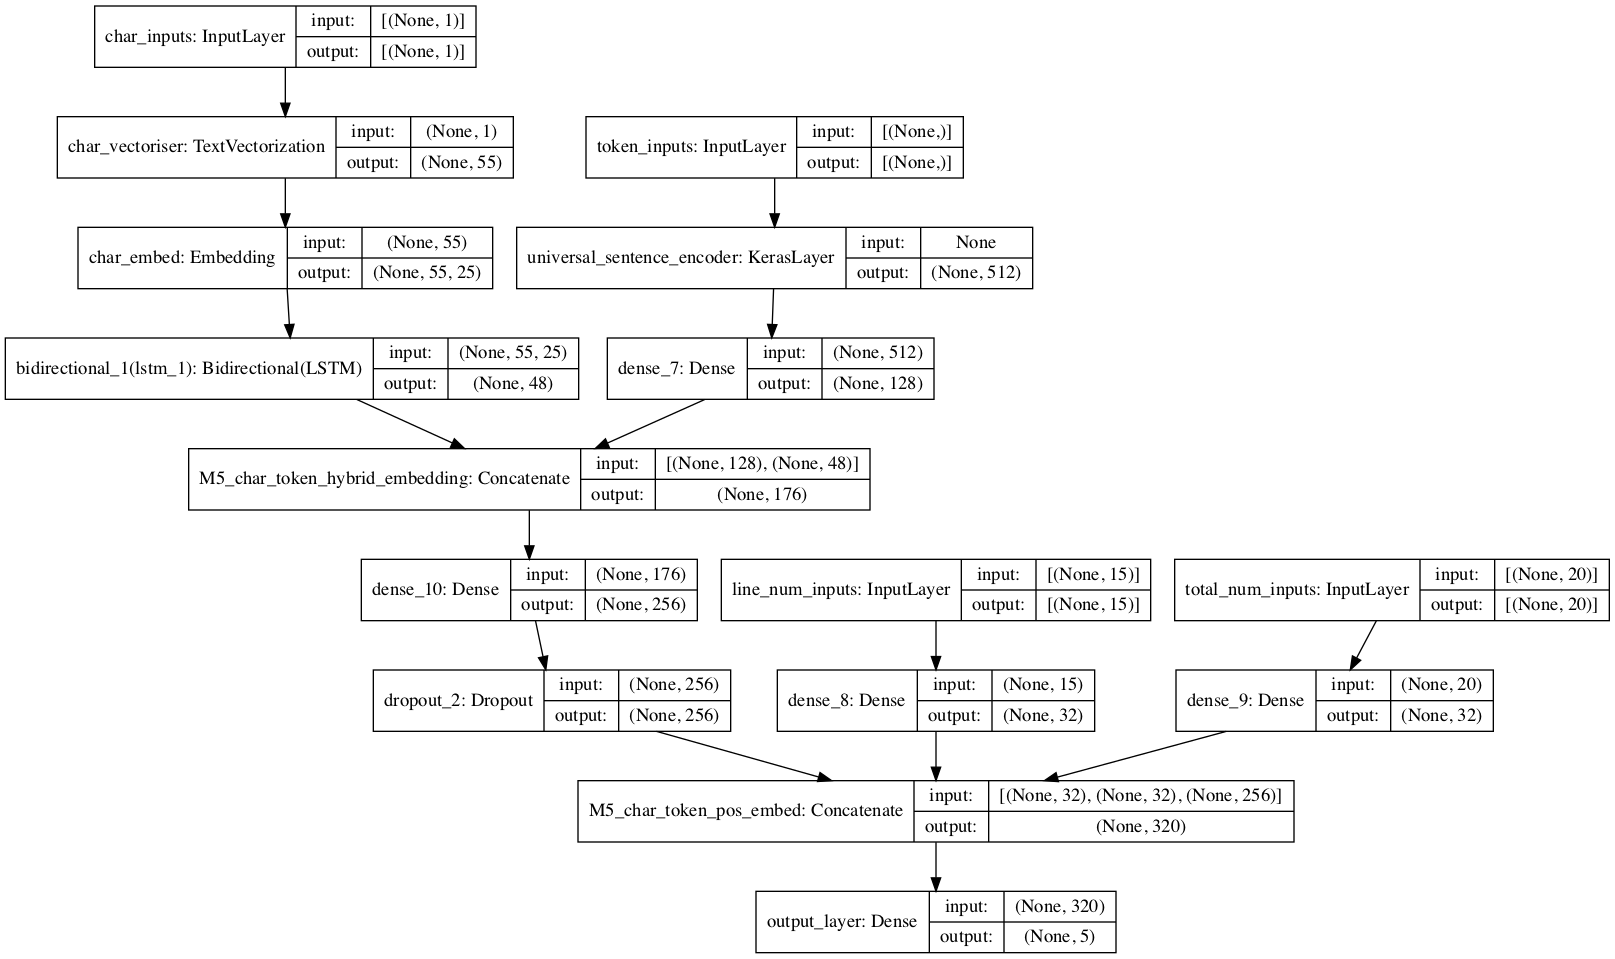 char_inputs: InputLayer
input: [(None, 1)]
output: [(None, 1)]
char_vectoriser: TextVectorization
input: (None, 1)
output: (None, 55)
token_inputs: InputLayer
input: [(None,)]
output: [(None,)]
char_embed: Embedding
input: (None, 55)
output: (None, 55, 25)
universal_sentence_encoder: KerasLayer
input: None
output: (None, 512)
bidirectional_1(lstm_1): Bidirectional(LSTM)
input: (None, 55, 25)
output: (None, 48)
dense_7: Dense
input: (None, 512)
output: (None, 128)
M5_char_token_hybrid_embedding: Concatenate
input: [(None, 128), (None, 48)]
output: (None, 176)
dense_10: Dense
input: (None, 176)
output: (None, 256)
line_num_inputs: InputLayer
input: [(None, 15)]
output: [(None, 15)]
total_num_inputs: InputLayer
input: [(None, 20)]
output: [(None, 20)]
dropout_2: Dropout
input: (None, 256)
output: (None, 256)
dense_8: Dense
input: (None, 15)
output: (None, 32)
dense_9: Dense
input: (None, 20)
output: (None, 32)
M5_char_token_pos_embed: Concatenate
input: [(None, 32), (None, 32), (None, 256)]
output: (None, 320)
output_layer: Dense
input: (None, 320)
output: (None, 5)